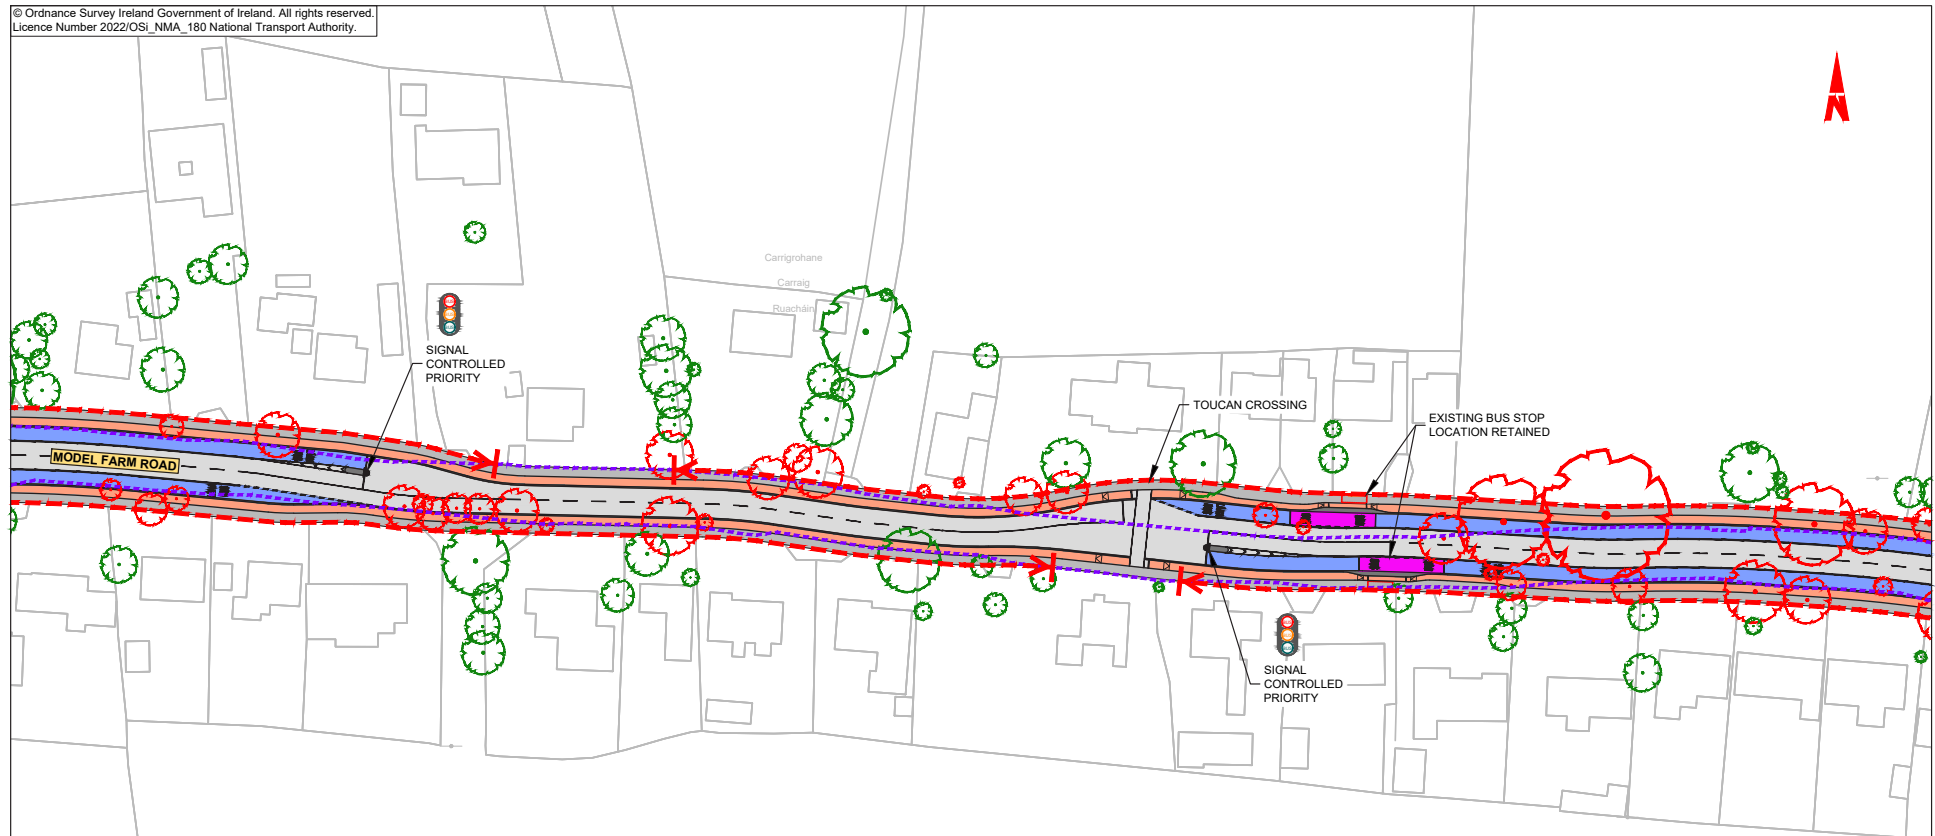 © Ordnance Survey Ireland Government of Ireland. All rights reserved.
Licence Number 2022/OSi_NMA_180 National Transport Authority.
Carrigrohane
Carraig
Ruacháin
SIGNAL
CONTROLLED
PRIORITY
TOUCAN CROSSING
EXISTING BUS STOP
LOCATION RETAINED
MODEL FARM ROAD
SIGNAL
CONTROLLED
PRIORITY